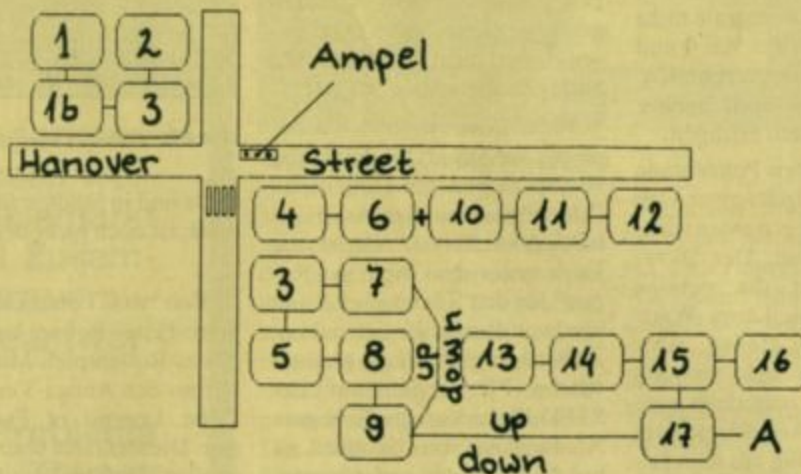 1 2
Ampel
1b 3
Hanover Street
4 6 + 10 11 12
3 7
up down
5 8 13 14 15 16
9 up 17 A
down